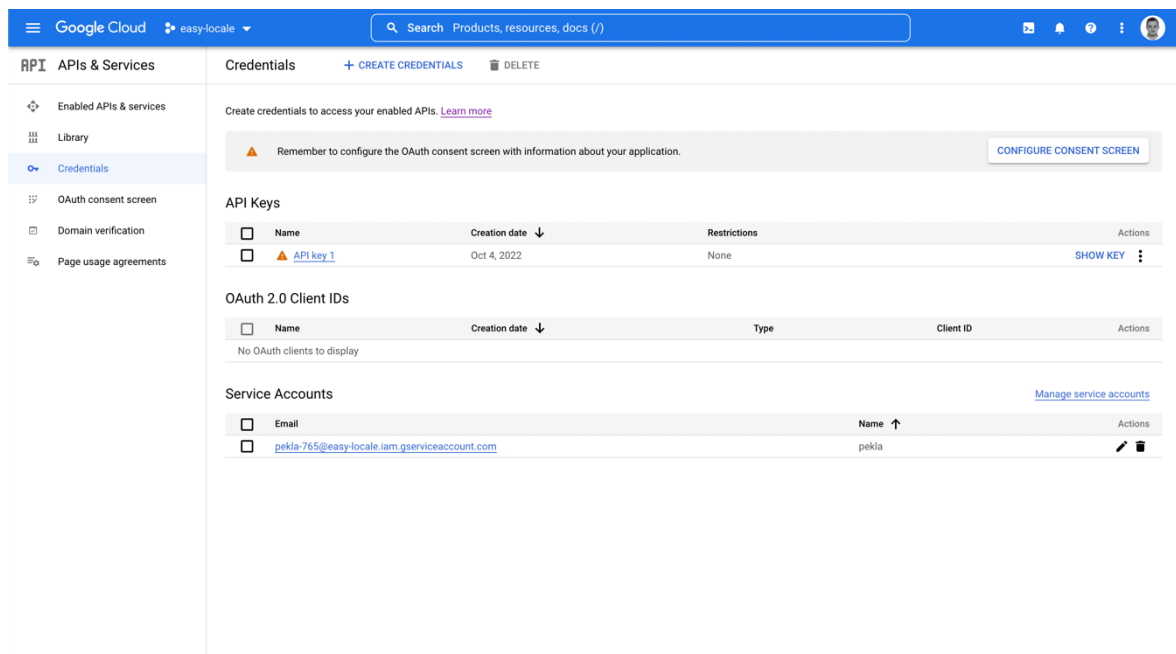 Google Cloud easy-locale Search Products, resources, docs (/)
API APIs & Services
Credentials + CREATE CREDENTIALS DELETE
Enabled APIs & services
Library
Credentials
OAuth consent screen
Domain verification
Page usage agreements
Create credentials to access your enabled APIs. Learn more
Remember to configure the OAuth consent screen with information about your application. CONFIGURE CONSENT SCREEN
API Keys
Name Creation date Restrictions Actions
API key 1 Oct 4, 2022 None SHOW KEY
OAuth 2.0 Client IDs
Name Creation date Type Client ID Actions
No OAuth clients to display
Service Accounts Manage service accounts
Email Name Actions
pekla-765@easy-locale.iam.gserviceaccount.com pekla